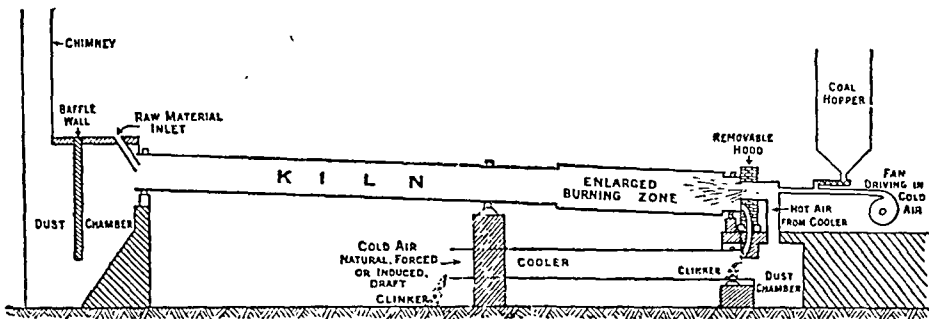 CHIMNEY
BAFFLE
WALL
RAW MATERIAL
INLET
DUST CHAMBER
KILN
ENLARGED
BURNING ZONE
REMOVABLE
HOOD
COAL
HOPPER
FAN
DRIVING IN
COLD
AIR
HOT AIR
FROM COOLER
COLD AIR
NATURAL, FORCED
OR INDUCED,
DRAFT
CLINKER
COOLER
CLINKER
DUST
CHAMBER